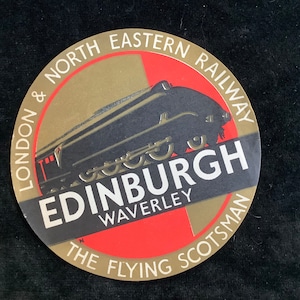 LONDON & NORTH EASTERN RAILWAY
EDINBURGH
WAVERLEY
THE FLYING SCOTSMAN